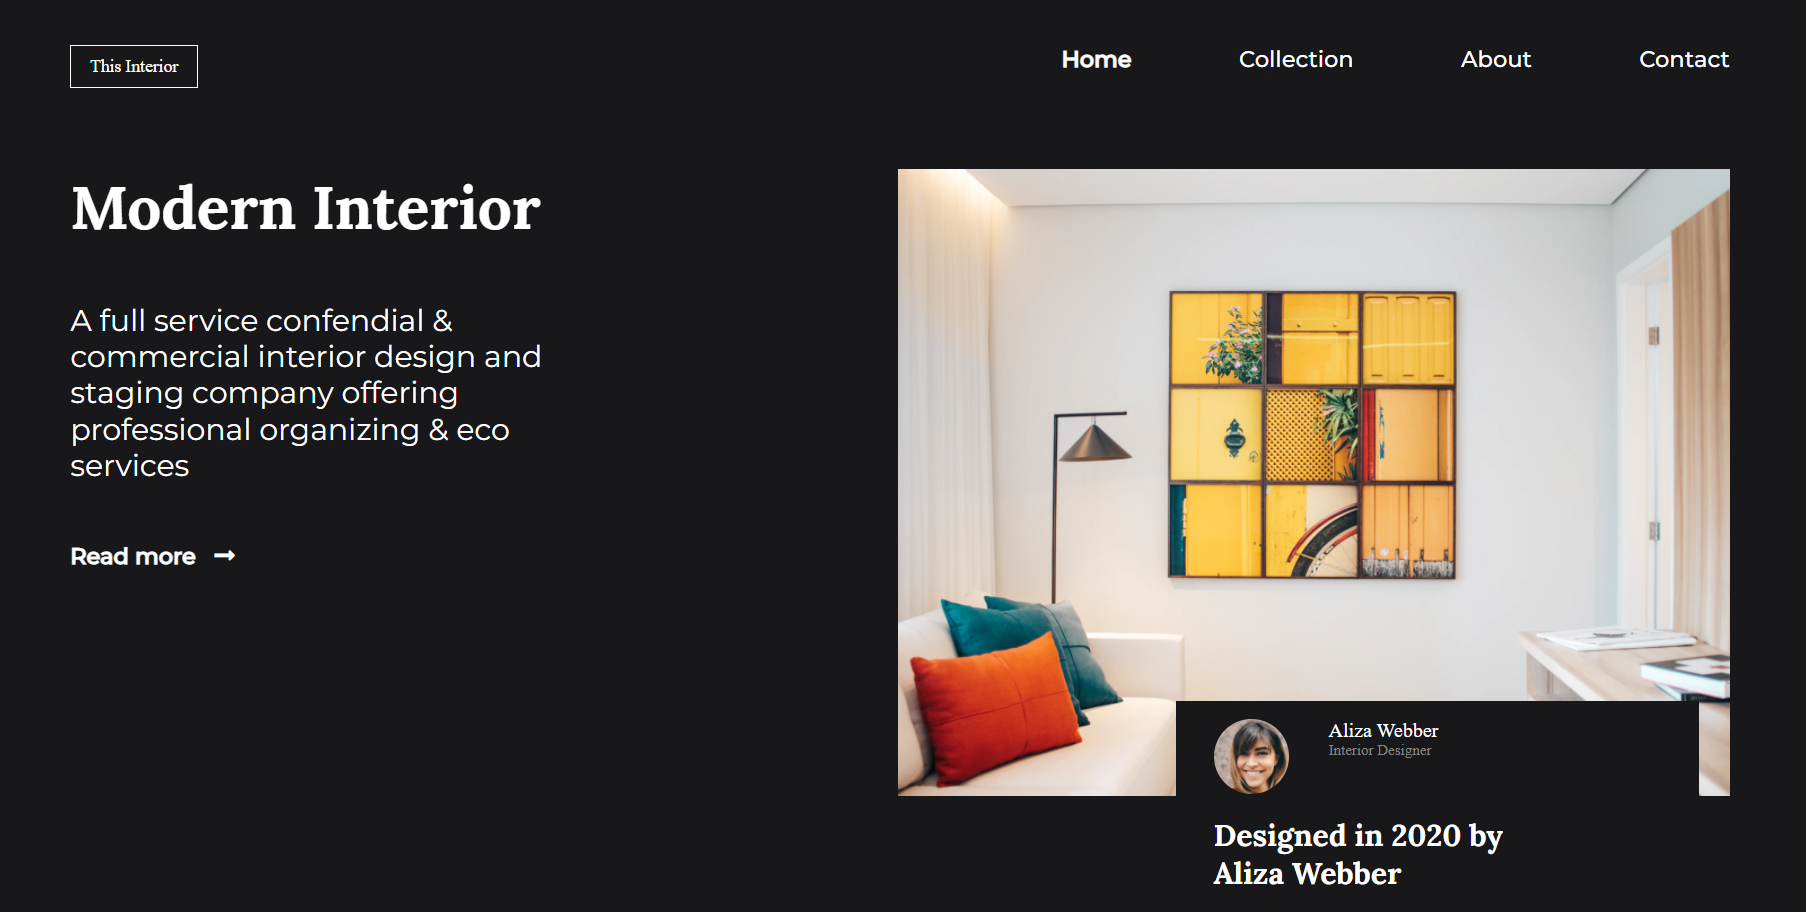 This Interior
Home
Collection
About
Contact
Modern Interior
A full service confendial &
commercial interior design and
staging company offering
professional organizing & eco
services
Read more
Aliza Webber
Interior Designer
Designed in 2020 by
Aliza Webber